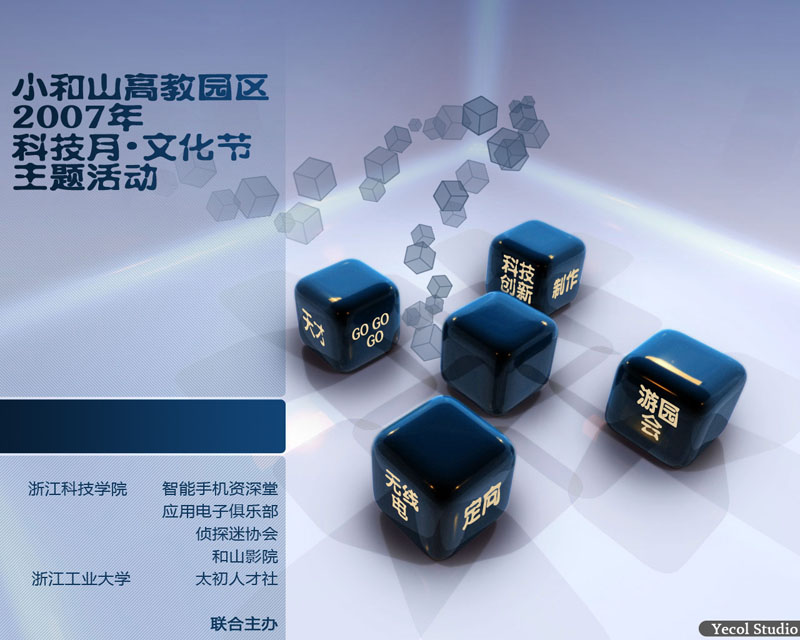 小和山高教园区
2007年
科技月·文化节
主题活动
天才
GO GO
GO
科技
创新
制作
游园
会
无线
电
定向
浙江科技学院 智能手机资深堂
应用电子俱乐部
侦探迷协会
和山影院
浙江工业大学 太初人才社
联合主办
Yecol Studio